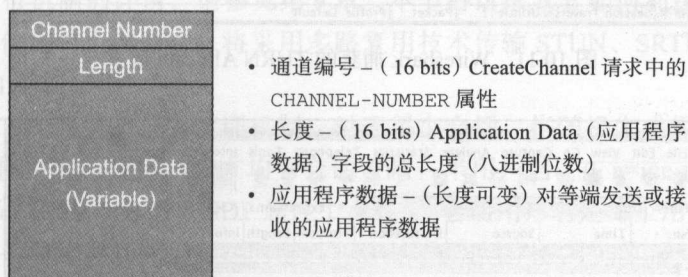 Channel Number
Length
Application Data
(Variable)
• 通道编号 –（16 bits）CreateChannel 请求中的
CHANNEL-NUMBER 属性
• 长度 –（16 bits）Application Data（应用程序
数据）字段的总长度（八进制位数）
• 应用程序数据 –（长度可变）对等端发送或接
收的应用程序数据